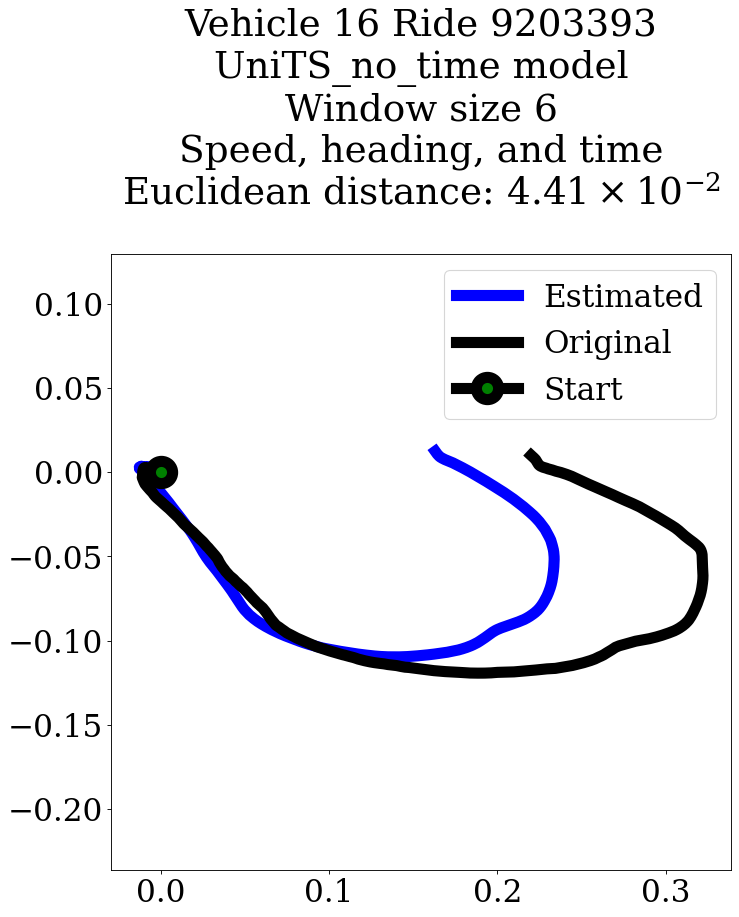 Vehicle 16 Ride 9203393
UniTS_no_time model
Window size 6
Speed, heading, and time
Euclidean distance: 4.41 × 10⁻²
Estimated
Original
Start
0.10
0.05
0.00
−0.05
−0.10
−0.15
−0.20
0.0 0.1 0.2 0.3